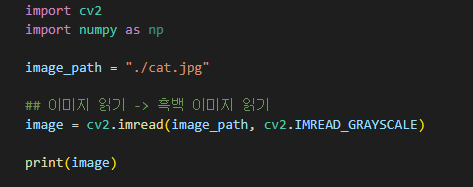 import cv2
import numpy as np
image_path = "./cat.jpg"
## 이미지 읽기 -> 흑백 이미지 읽기
image = cv2.imread(image_path, cv2.IMREAD_GRAYSCALE)
print(image)